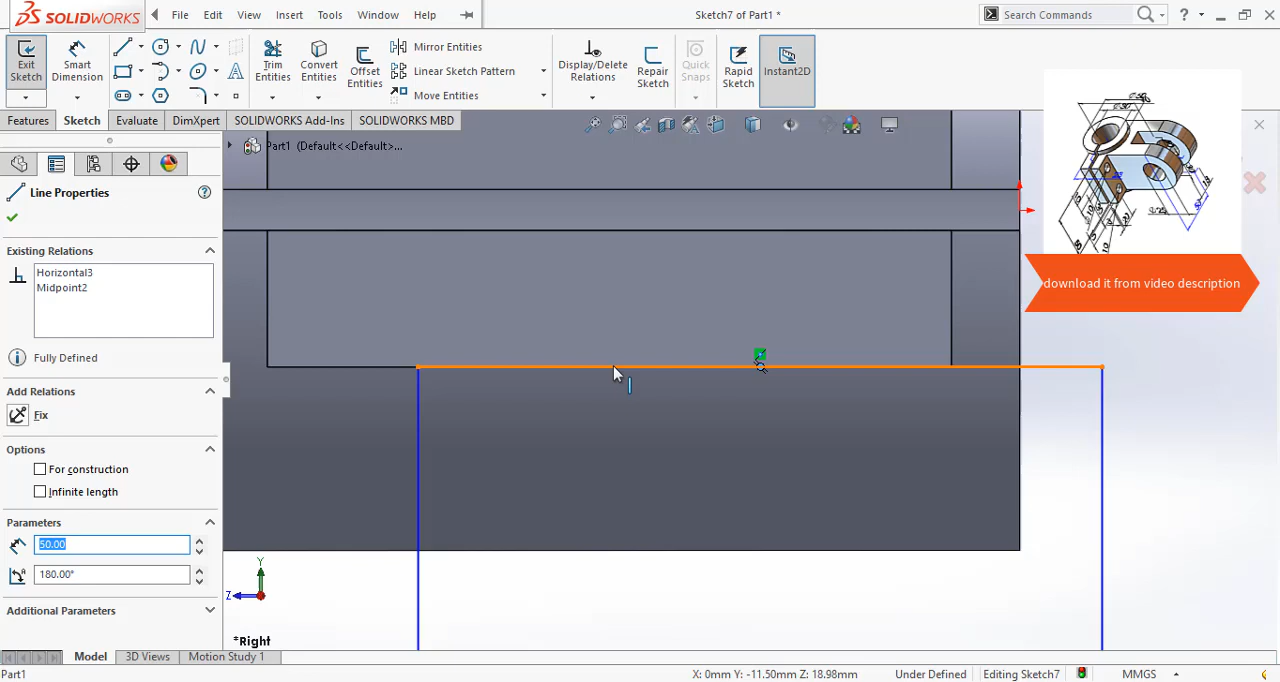 SOLIDWORKS
File Edit View Insert Tools Window Help
Sketch7 of Part1 *
Search Commands
Exit Sketch
Smart Dimension
Trim Entities
Convert Entities
Offset Entities
Mirror Entities
Linear Sketch Pattern
Move Entities
Display/Delete Relations
Repair Sketch
Quick Snaps
Rapid Sketch
Instant2D
Features Sketch Evaluate DimXpert SOLIDWORKS Add-Ins SOLIDWORKS MBD
Part1 (Default<<Default>...
Line Properties
Existing Relations
Horizontal3
Midpoint2
Fully Defined
Add Relations
Fix
Options
For construction
Infinite length
Parameters
50.00
180.00°
Additional Parameters
download it from video description
Y
Z
*Right
Model 3D Views Motion Study 1
Part1
X: 0mm Y: -11.50mm Z: 18.98mm Under Defined Editing Sketch7 MMGS